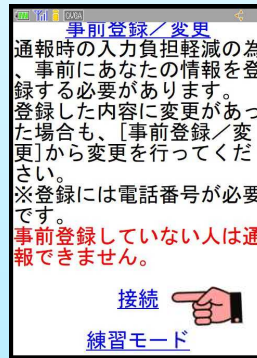 DVGA
事前登録／変更
通報時の入力負担軽減の為
、事前にあなたの情報を登
録する必要があります。
登録した内容に変更があっ
た場合も、[事前登録／変
更]から変更を行ってくだ
さい。
※登録には電話番号が必要
です。
事前登録していない人は通
報できません。
接続
練習モード